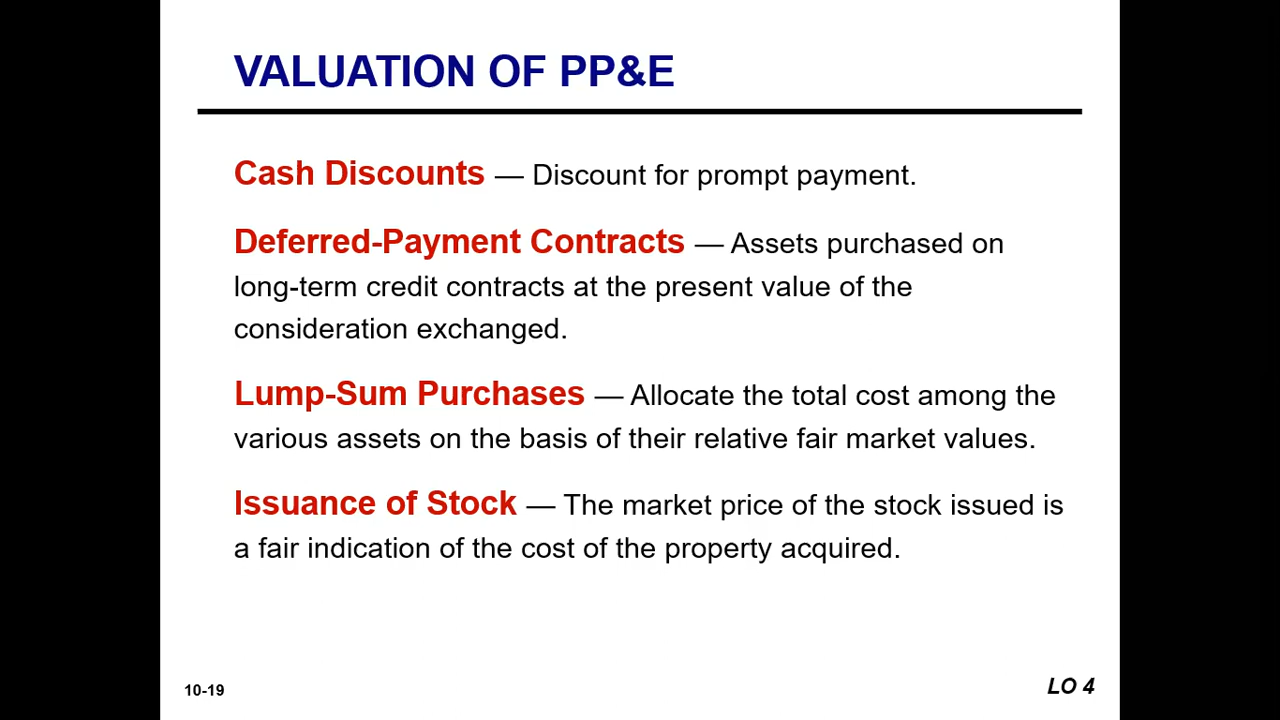 VALUATION OF PP&E
Cash Discounts — Discount for prompt payment.
Deferred-Payment Contracts — Assets purchased on
long-term credit contracts at the present value of the
consideration exchanged.
Lump-Sum Purchases — Allocate the total cost among the
various assets on the basis of their relative fair market values.
Issuance of Stock — The market price of the stock issued is
a fair indication of the cost of the property acquired.
10-19
LO 4